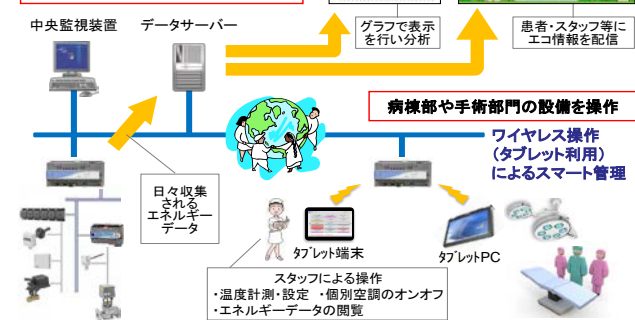 中央監視装置
データサーバー
グラフで表示
を行い分析
患者・スタッフ等に
エコ情報を配信
病棟部や手術部門の設備を操作
ワイヤレス操作
（タブレット利用）
によるスマート管理
日々収集
される
エネルギー
データ
タブレット端末
タブレットPC
スタッフによる操作
・温度計測・設定 ・個別空調のオンオフ
・エネルギーデータの閲覧